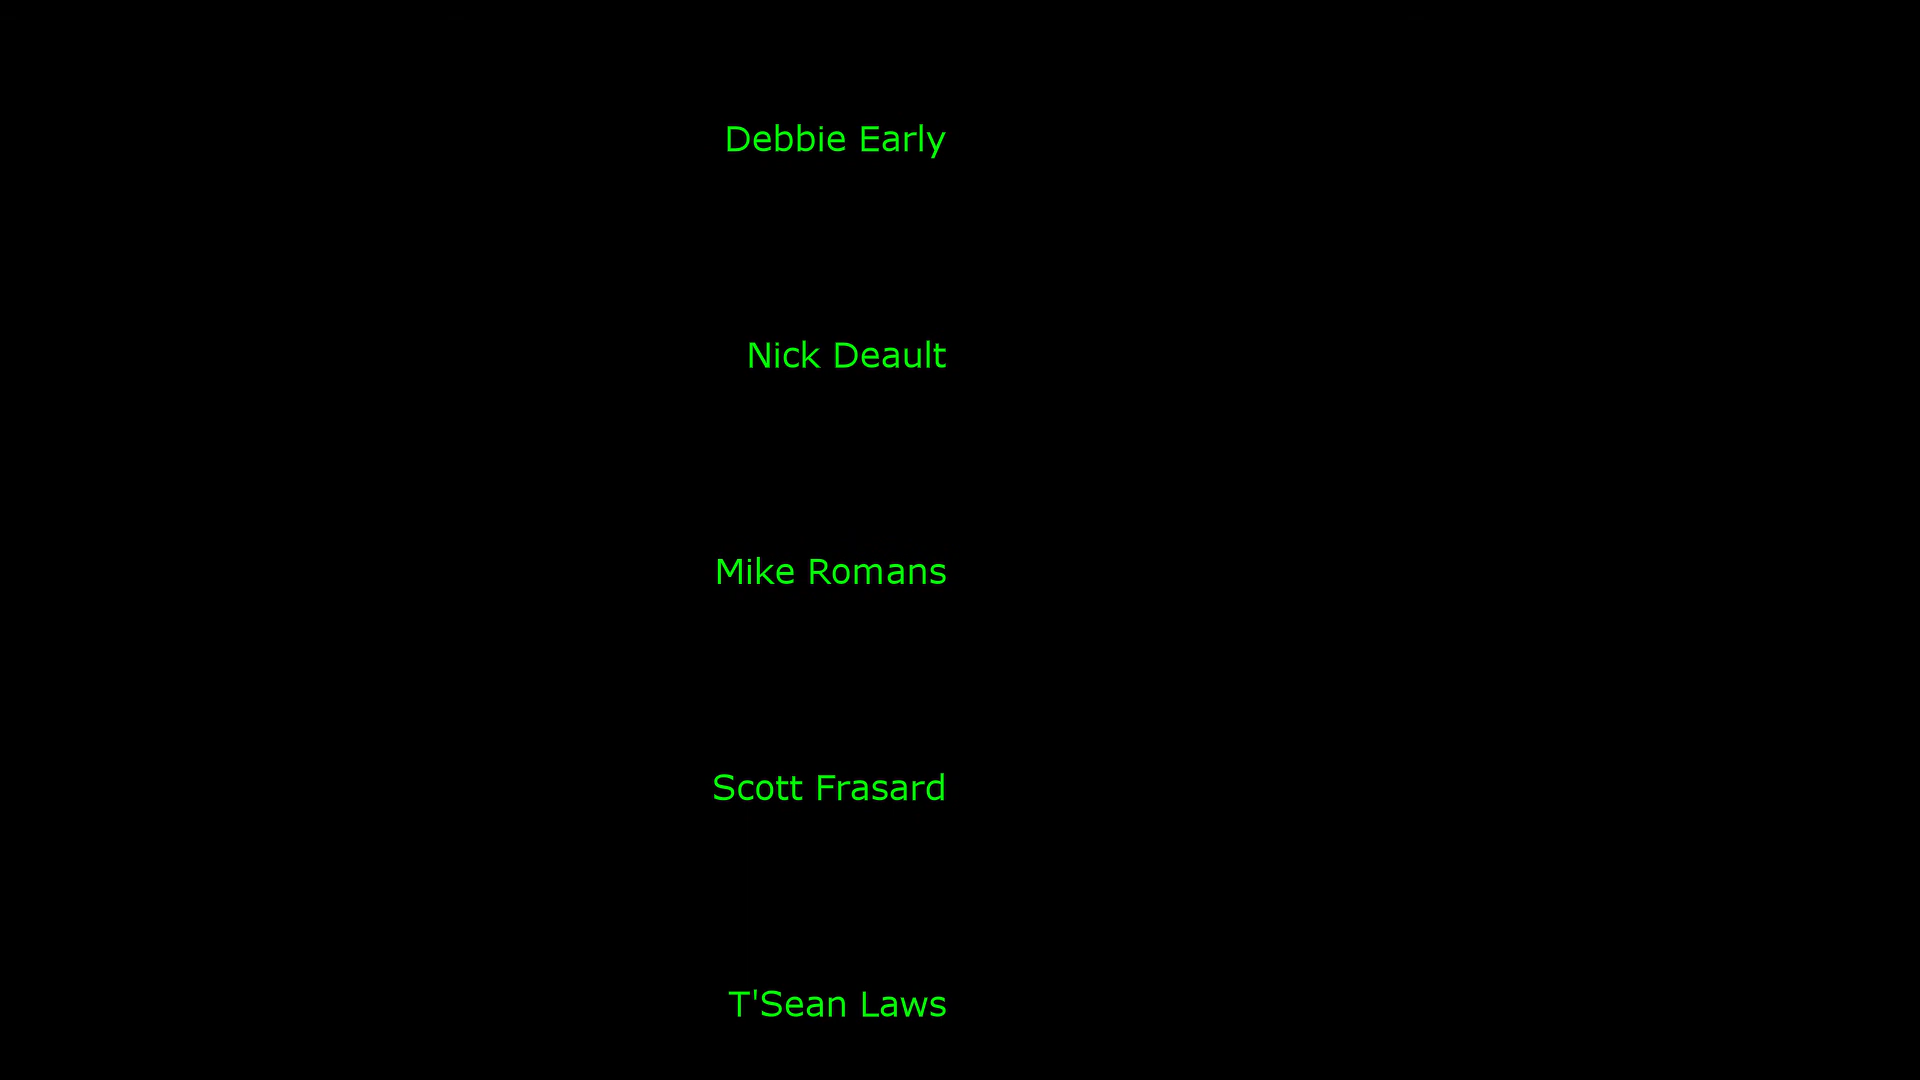 Debbie Early
Nick Deault
Mike Romans
Scott Frasard
T'Sean Laws